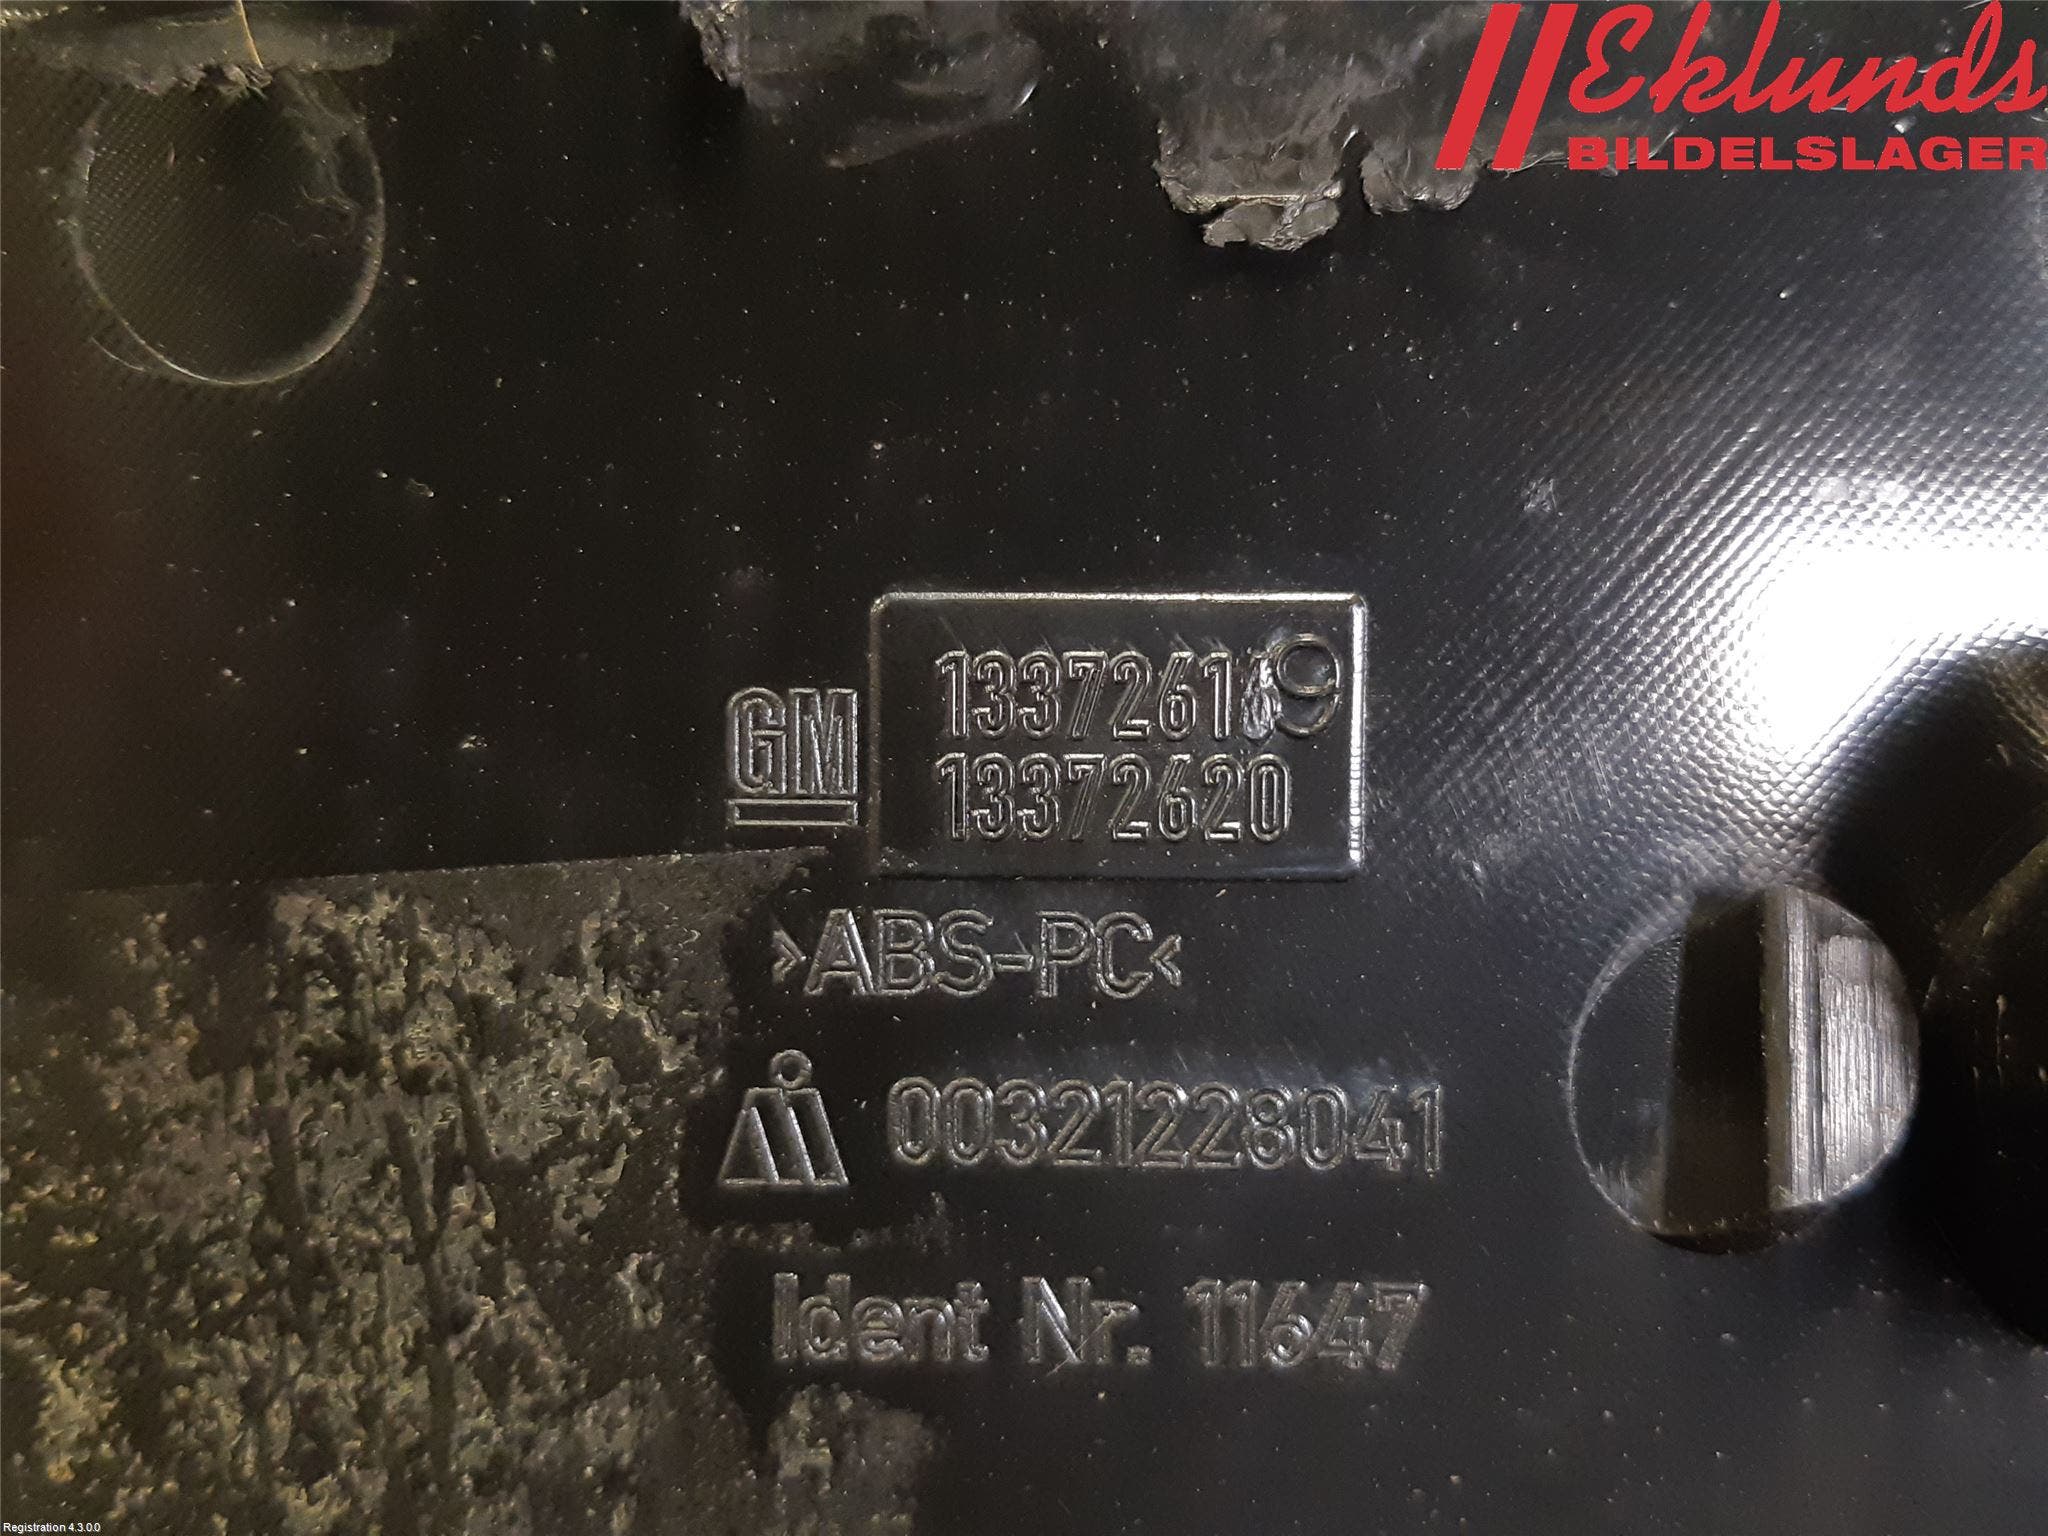 Eklunds
BILDELSLAGER
13372619
GM
13372620
>ABS-PC<
00321228041
Ident Nr. 11647
Registration 4.3.0.0